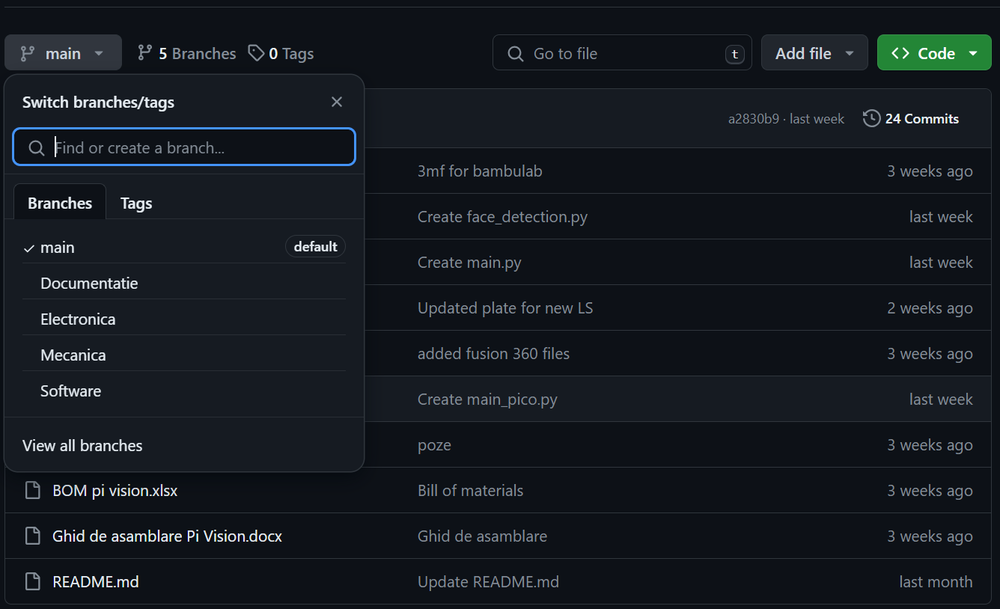 main 5 Branches 0 Tags Go to file t Add file Code
Switch branches/tags
a2830b9 · last week 24 Commits
Find or create a branch...
Branches Tags
main default
Documentatie
Electronica
Mecanica
Software
View all branches
3mf for bambulab 3 weeks ago
Create face_detection.py last week
Create main.py last week
Updated plate for new LS 2 weeks ago
added fusion 360 files 3 weeks ago
Create main_pico.py last week
poze 3 weeks ago
BOM pi vision.xlsx Bill of materials 3 weeks ago
Ghid de asamblare Pi Vision.docx Ghid de asamblare 3 weeks ago
README.md Update README.md last month